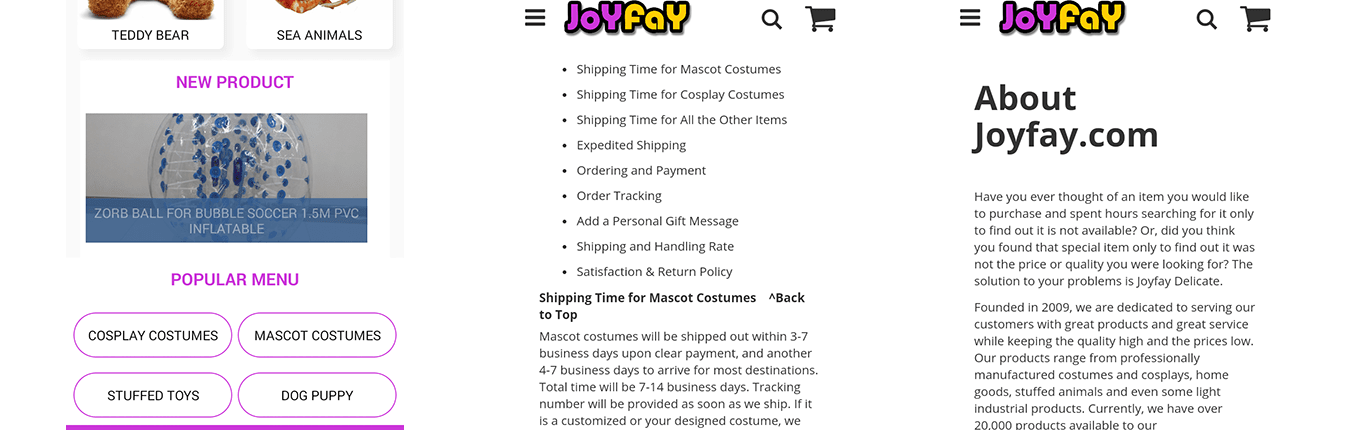 TEDDY BEAR
SEA ANIMALS
NEW PRODUCT
ZORB BALL FOR BUBBLE SOCCER 1.5M PVC
INFLATABLE
POPULAR MENU
COSPLAY COSTUMES
MASCOT COSTUMES
STUFFED TOYS
DOG PUPPY
JOYFAY
• Shipping Time for Mascot Costumes
• Shipping Time for Cosplay Costumes
• Shipping Time for All the Other Items
• Expedited Shipping
• Ordering and Payment
• Order Tracking
• Add a Personal Gift Message
• Shipping and Handling Rate
• Satisfaction & Return Policy
Shipping Time for Mascot Costumes ^Back
to Top
Mascot costumes will be shipped out within 3-7
business days upon clear payment, and another
4-7 business days to arrive for most destinations.
Total time will be 7-14 business days. Tracking
number will be provided as soon as we ship. If it
is a customized or your designed costume, we
JOYFAY
About
Joyfay.com
Have you ever thought of an item you would like
to purchase and spent hours searching for it only
to find out it is not available? Or, did you think
you found that special item only to find out it was
not the price or quality you were looking for? The
solution to your problems is Joyfay Delicate.
Founded in 2009, we are dedicated to serving our
customers with great products and great service
while keeping the quality high and the prices low.
Our products range from professionally
manufactured costumes and cosplays, home
goods, stuffed animals and even some light
industrial products. Currently, we have over
20,000 products available to our